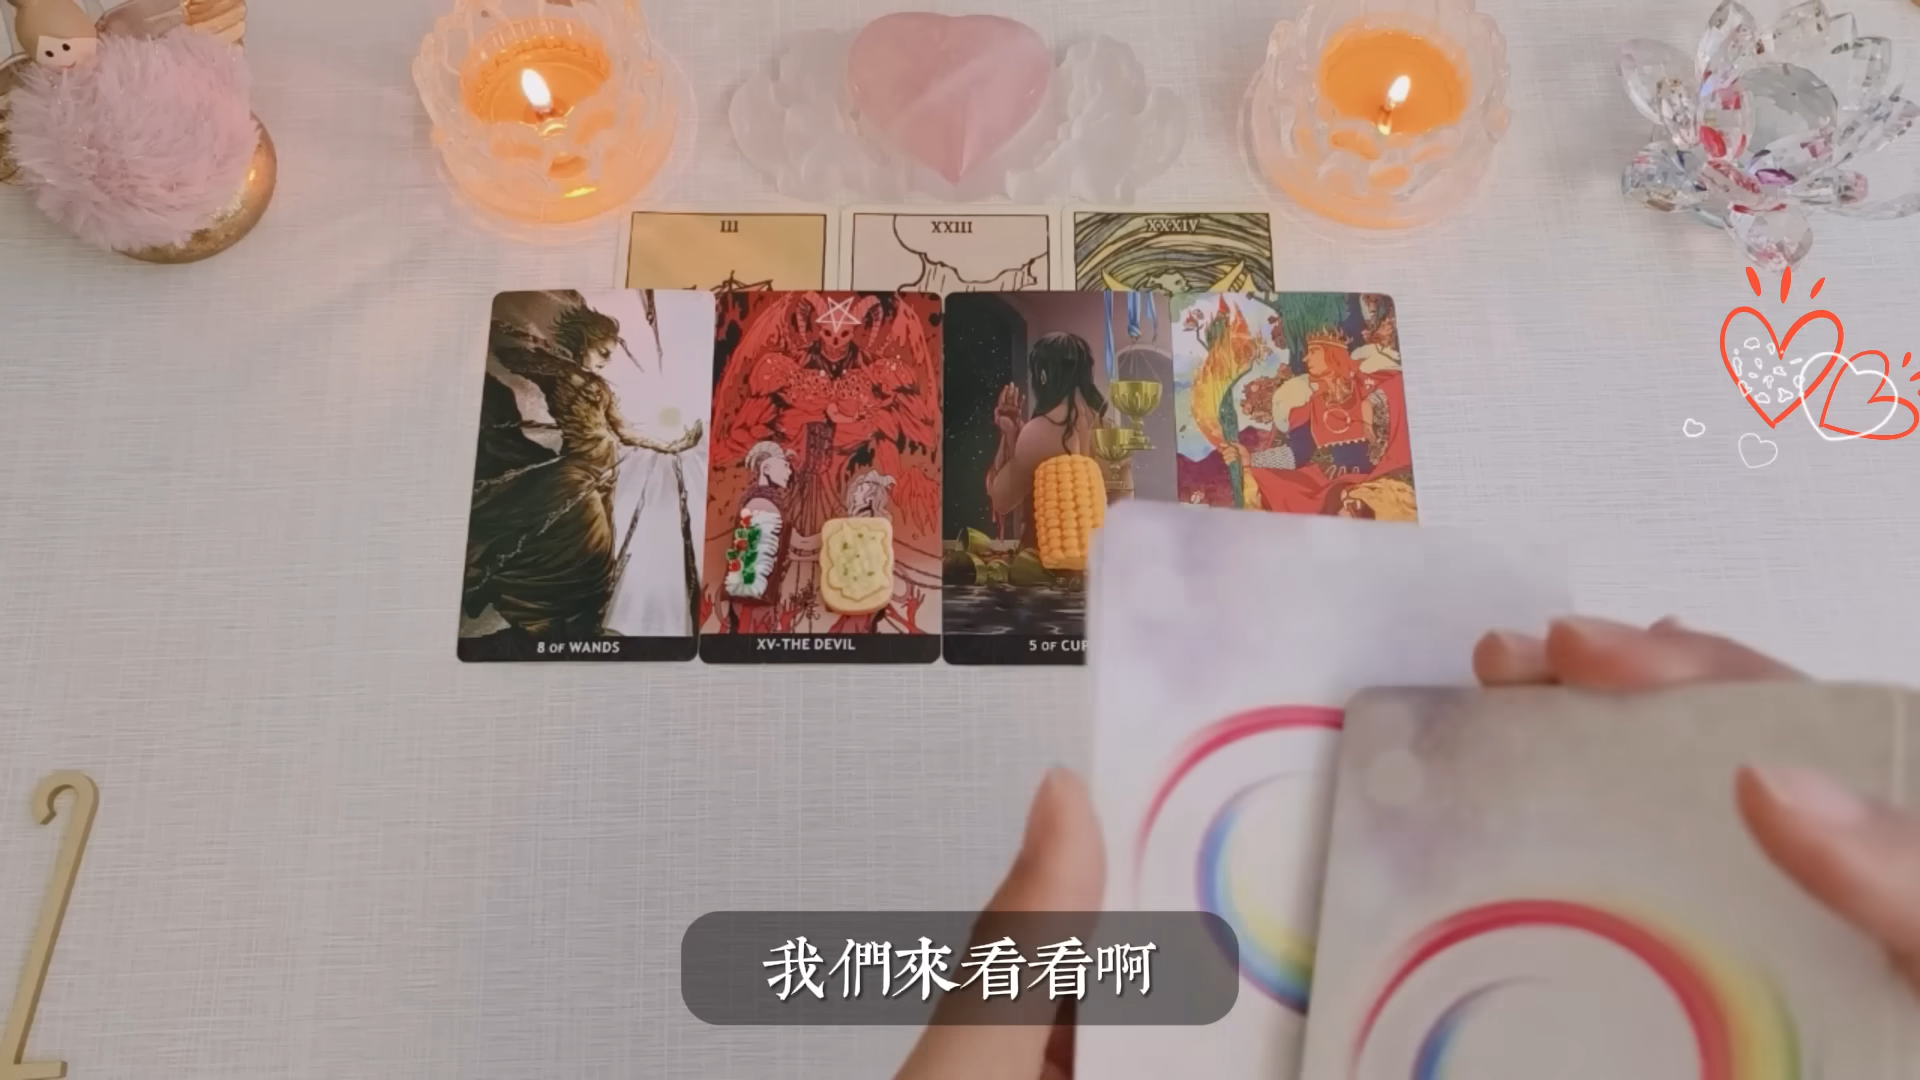 III
XXIII
XXXIV
8 OF WANDS
XV-THE DEVIL
5 OF CUP
我們來看看啊